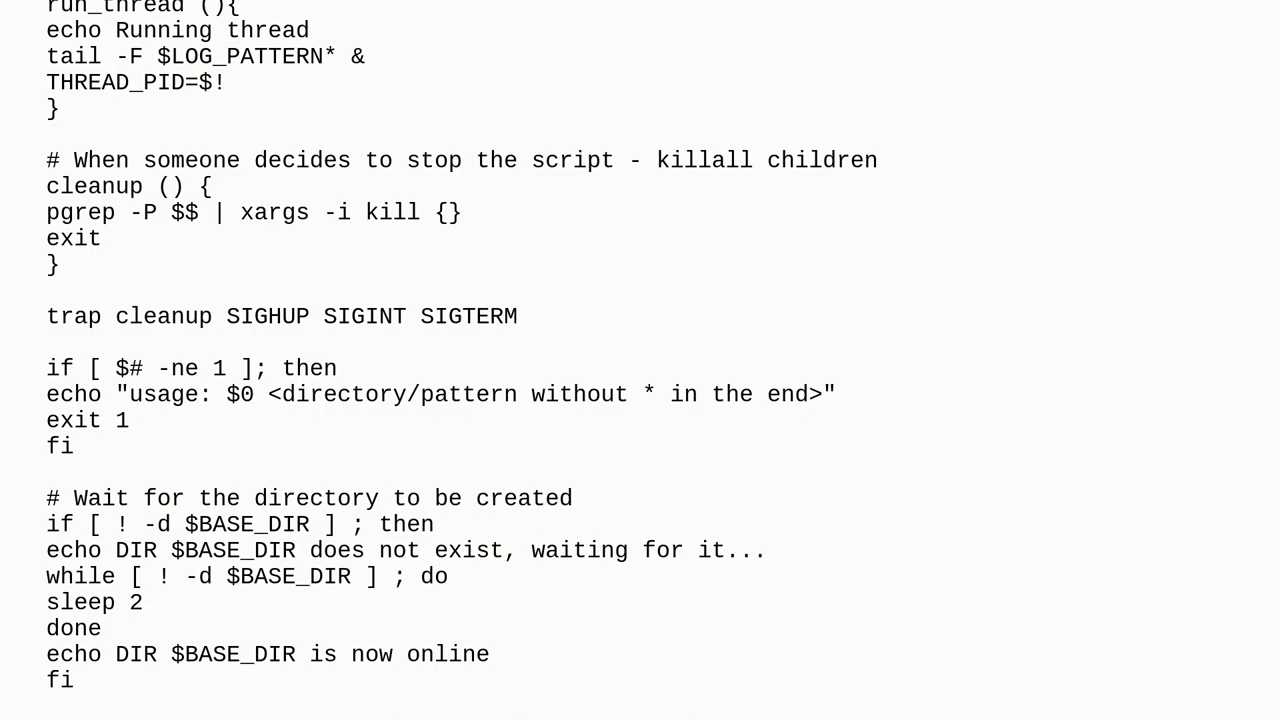 run_thread (){
echo Running thread
tail -F $LOG_PATTERN* &
THREAD_PID=$!
}
# When someone decides to stop the script - killall children
cleanup () {
pgrep -P $$ | xargs -i kill {}
exit
}
trap cleanup SIGHUP SIGINT SIGTERM
if [ $# -ne 1 ]; then
echo "usage: $0 <directory/pattern without * in the end>"
exit 1
fi
# Wait for the directory to be created
if [ ! -d $BASE_DIR ] ; then
echo DIR $BASE_DIR does not exist, waiting for it...
while [ ! -d $BASE_DIR ] ; do
sleep 2
done
echo DIR $BASE_DIR is now online
fi